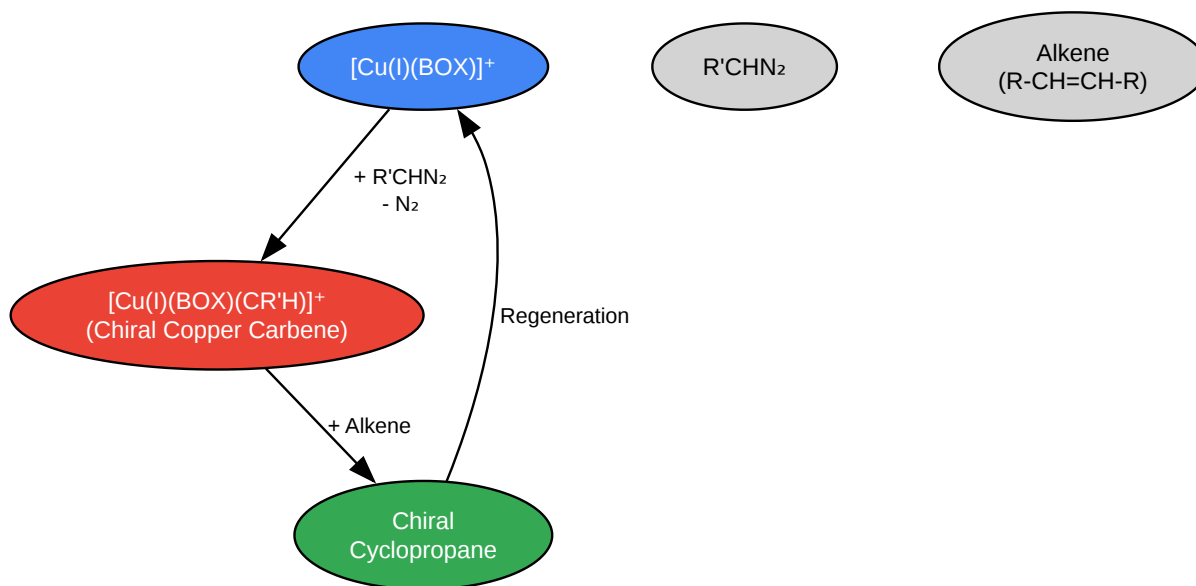 [Cu(I)(BOX)]⁺
R'CHN₂
Alkene
(R-CH=CH-R)
+ R'CHN₂
- N₂
[Cu(I)(BOX)(CR'H)]⁺
(Chiral Copper Carbene)
Regeneration
+ Alkene
Chiral
Cyclopropane